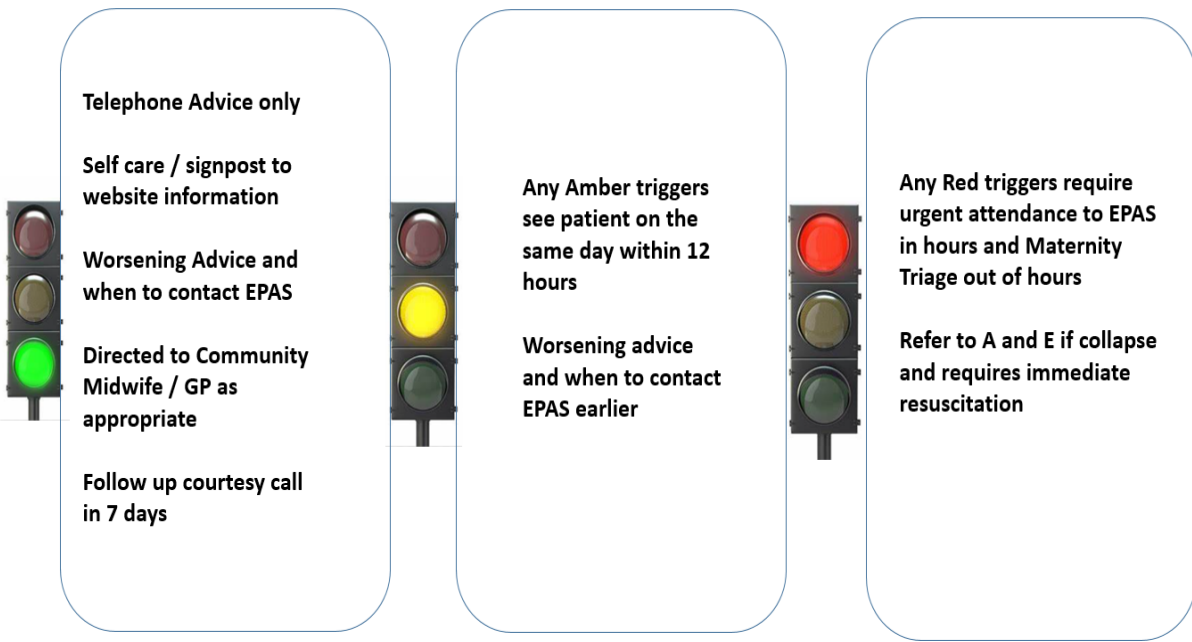 Telephone Advice only
Self care / signpost to
website information
Worsening Advice and
when to contact EPAS
Directed to Community
Midwife / GP as
appropriate
Follow up courtesy call
in 7 days
Any Amber triggers
see patient on the
same day within 12
hours
Worsening advice
and when to contact
EPAS earlier
Any Red triggers require
urgent attendance to EPAS
in hours and Maternity
Triage out of hours
Refer to A and E if collapse
and requires immediate
resuscitation